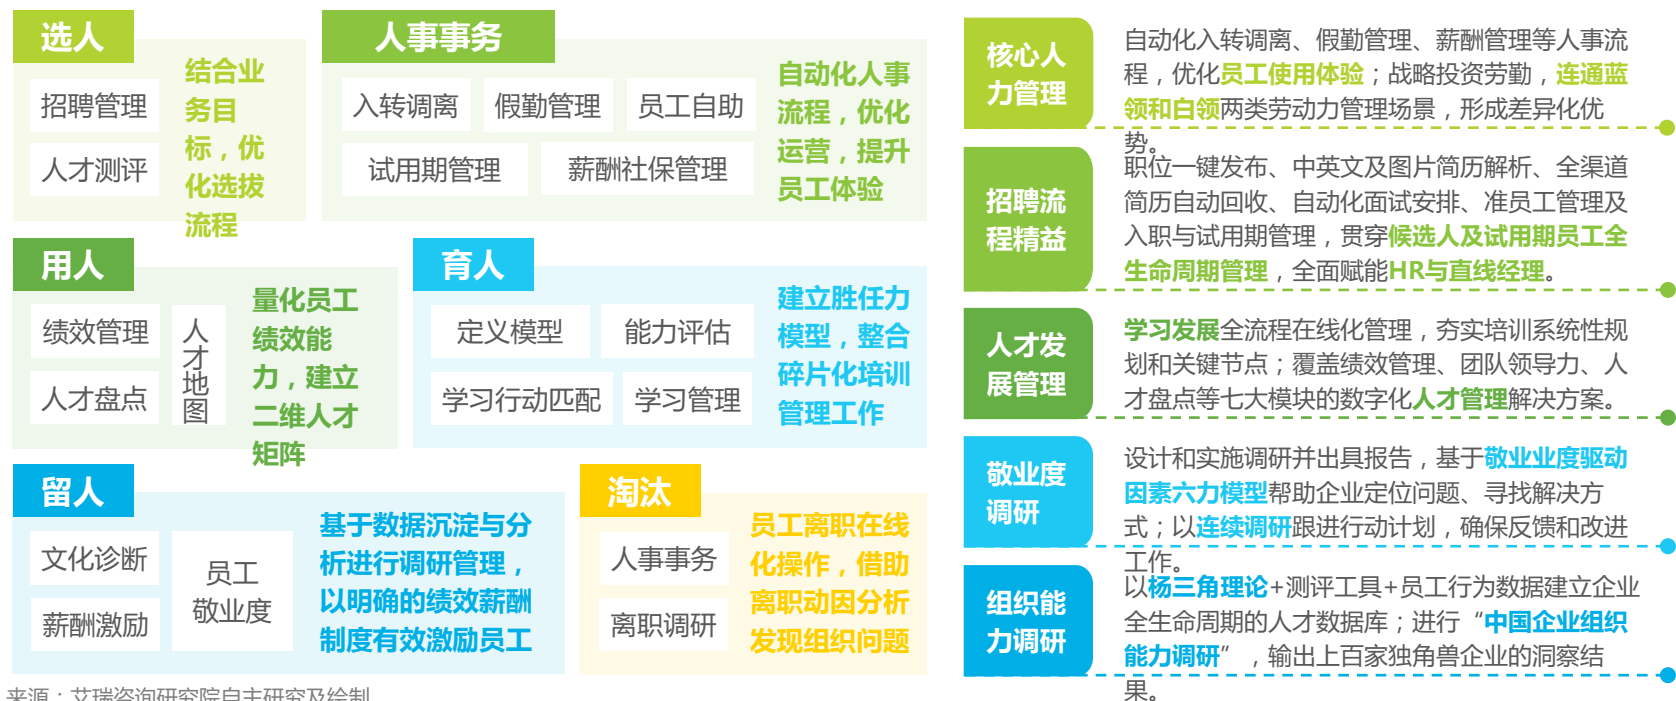 选人
招聘管理
人才测评
结合业
务目
标，优
化选拔
流程
人事事务
入转调离
假勤管理
员工自助
试用期管理
薪酬社保管理
自动化人事
流程，优化
运营，提升
员工体验
用人
绩效管理
人才盘点
人才地图
量化员工
绩效能
力，建立
二维人才
矩阵
育人
定义模型
能力评估
学习行动匹配
学习管理
建立胜任力
模型，整合
碎片化培训
管理工作
留人
文化诊断
薪酬激励
员工
敬业度
基于数据沉淀与分
析进行调研管理，
以明确的绩效薪酬
制度有效激励员工
淘汰
人事事务
离职调研
员工离职在线
化操作，借助
离职动因分析
发现组织问题
核心人
力管理
自动化入转调离、假勤管理、薪酬管理等人事流
程，优化员工使用体验；战略投资劳勤，连通蓝
领和白领两类劳动力管理场景，形成差异化优
势。
招聘流
程精益
职位一键发布、中英文及图片简历解析、全渠道
简历自动回收、自动化面试安排、准员工管理及
入职与试用期管理，贯穿候选人及试用期员工全
生命周期管理，全面赋能HR与直线经理。
人才发
展管理
学习发展全流程在线化管理，夯实培训系统性规
划和关键节点；覆盖绩效管理、团队领导力、人
才盘点等七大模块的数字化人才管理解决方案。
敬业度
调研
设计和实施调研并出具报告，基于敬业业度驱动
因素六力模型帮助企业定位问题、寻找解决方
式；以连续调研跟进行动计划，确保反馈和改进
工作。
组织能
力调研
以杨三角理论+测评工具+员工行为数据建立企业
全生命周期的人才数据库；进行“中国企业组织
能力调研”，输出上百家独角兽企业的洞察结
果。
来源：艾瑞咨询研究院自主研究及绘制